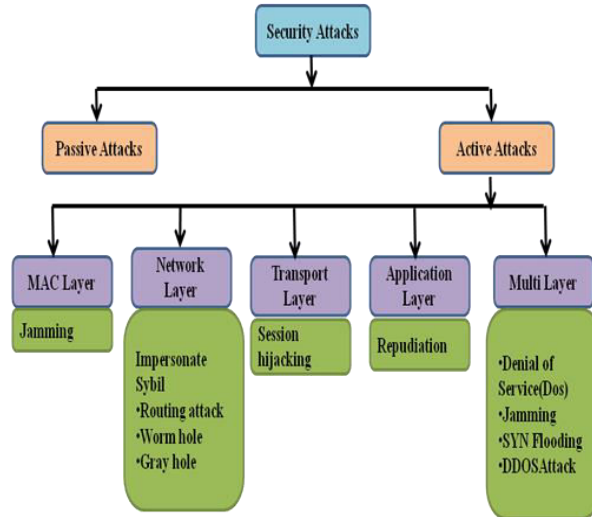 Security Attacks
Passive Attacks
Active Attacks
MAC Layer
Jamming
Network
Layer
Impersonate
Sybil
•Routing attack
•Worm hole
•Gray hole
Transport
Layer
Session
hijacking
Application
Layer
Repudiation
Multi Layer
•Denial of
Service(Dos)
•Jamming
•SYN Flooding
•DDOSAttack